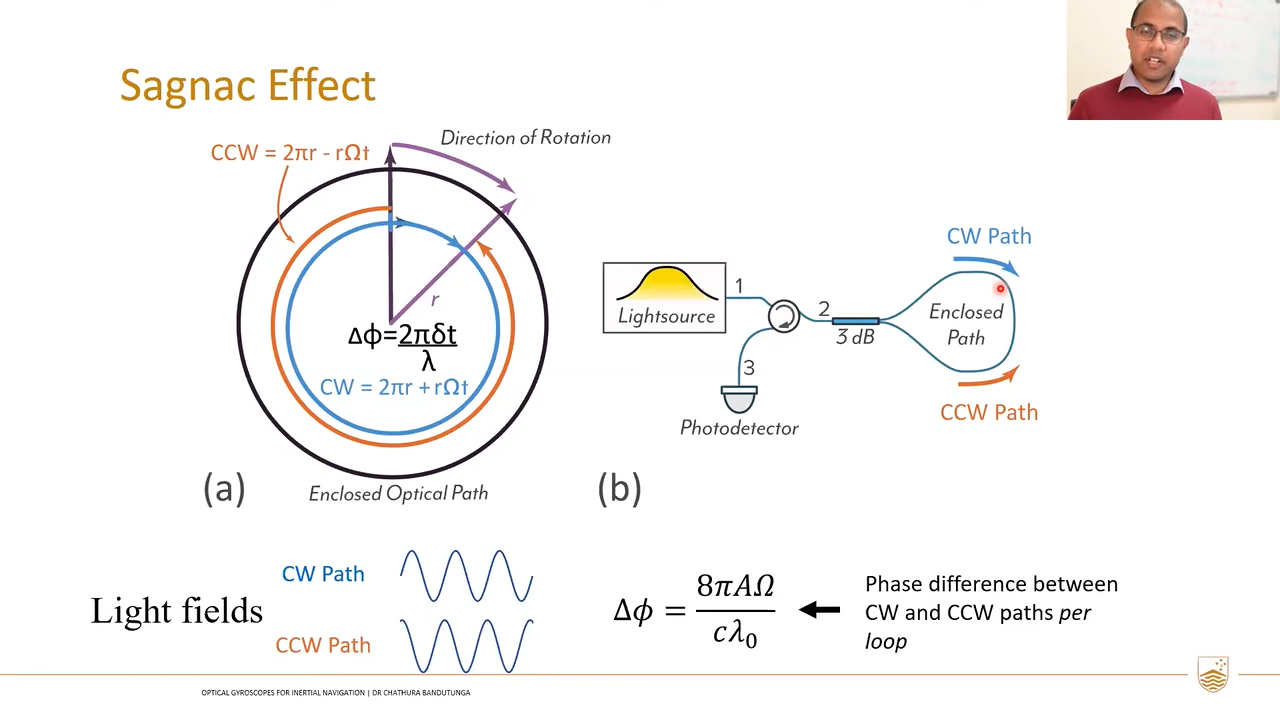 Sagnac Effect
Direction of Rotation
CCW = 2πr - rΩt
r
Δϕ=2πδt
λ
CW = 2πr + rΩt
(a)
Enclosed Optical Path
CW Path
Lightsource
1
2
3 dB
3
Enclosed
Path
Photodetector
CCW Path
(b)
Light fields
CW Path
CCW Path
Δϕ = 8πAΩ
cλ₀
Phase difference between
CW and CCW paths per
loop
OPTICAL GYROSCOPES FOR INERTIAL NAVIGATION | DR CHATHURA BANDUTUNGA